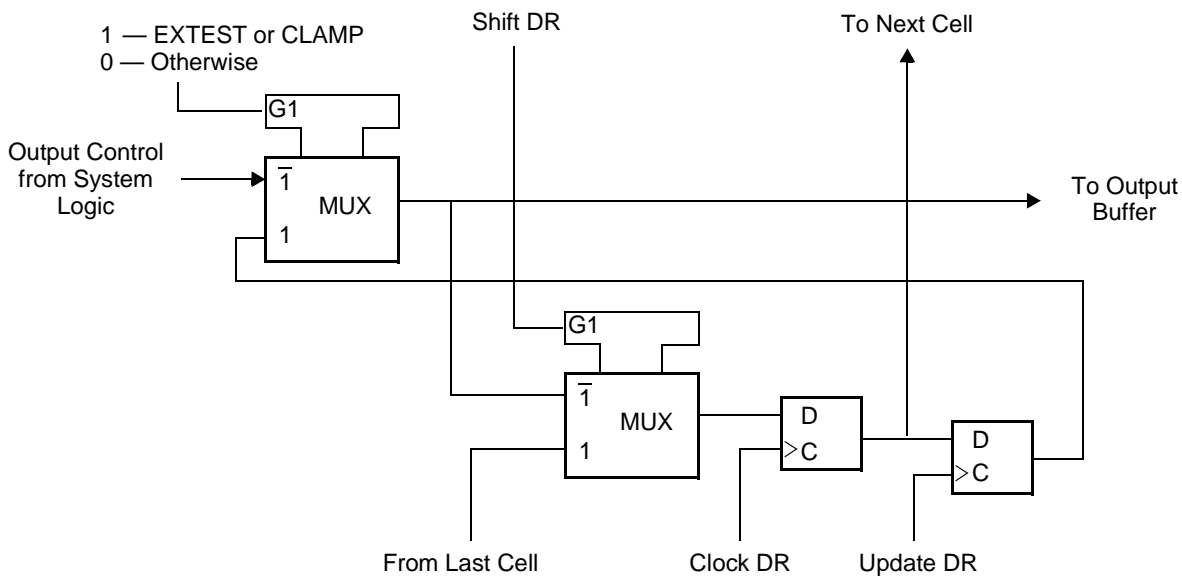 1 — EXTEST or CLAMP
0 — Otherwise
Shift DR
To Next Cell
G1
Output Control
from System
Logic
1̅
MUX
1
To Output
Buffer
G1
1̅
MUX
1
D
C
D
C
From Last Cell
Clock DR
Update DR